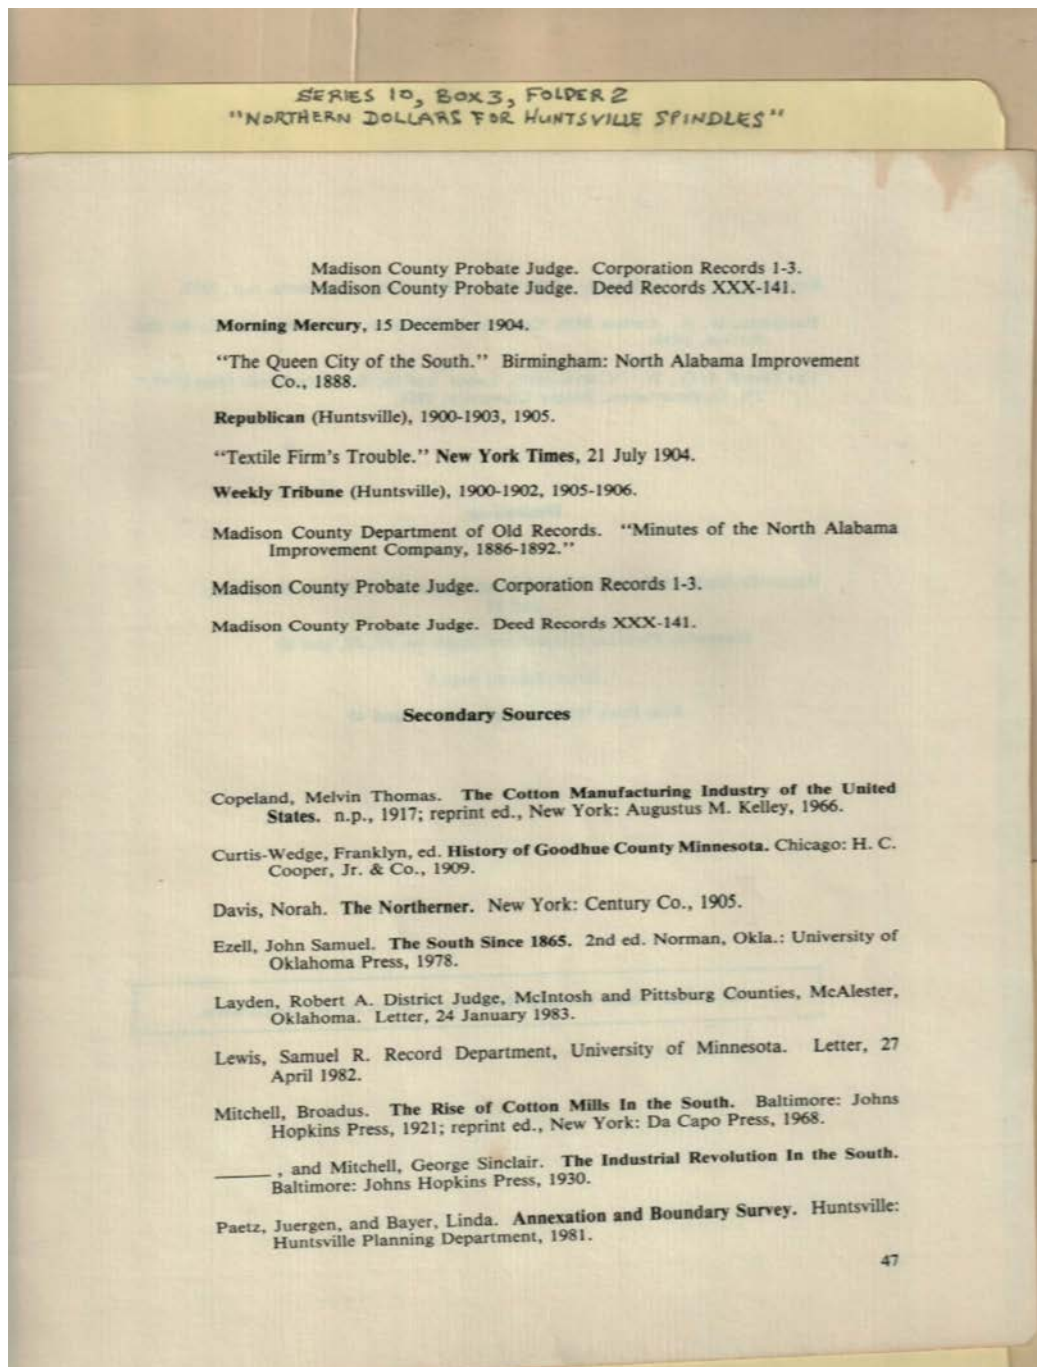 SERIES 10, BOX 3, FOLDER 2
"NORTHERN DOLLARS FOR HUNTSVILLE SPINDLES"
Madison County Probate Judge. Corporation Records 1-3.
Madison County Probate Judge. Deed Records XXX-141.
Morning Mercury, 15 December 1904.
"The Queen City of the South." Birmingham: North Alabama Improvement
Co., 1888.
Republican (Huntsville), 1900-1903, 1905.
"Textile Firm's Trouble." New York Times, 21 July 1904.
Weekly Tribune (Huntsville), 1900-1902, 1905-1906.
Madison County Department of Old Records. "Minutes of the North Alabama
Improvement Company, 1886-1892."
Madison County Probate Judge. Corporation Records 1-3.
Madison County Probate Judge. Deed Records XXX-141.
Secondary Sources
Copeland, Melvin Thomas. The Cotton Manufacturing Industry of the United
States. n.p., 1917; reprint ed., New York: Augustus M. Kelley, 1966.
Curtis-Wedge, Franklyn, ed. History of Goodhue County Minnesota. Chicago: H. C.
Cooper, Jr. & Co., 1909.
Davis, Norah. The Northerner. New York: Century Co., 1905.
Ezell, John Samuel. The South Since 1865. 2nd ed. Norman, Okla.: University of
Oklahoma Press, 1978.
Layden, Robert A. District Judge, McIntosh and Pittsburg Counties, McAlester,
Oklahoma. Letter, 24 January 1983.
Lewis, Samuel R. Record Department, University of Minnesota. Letter, 27
April 1982.
Mitchell, Broadus. The Rise of Cotton Mills In the South. Baltimore: Johns
Hopkins Press, 1921; reprint ed., New York: Da Capo Press, 1968.
______, and Mitchell, George Sinclair. The Industrial Revolution In the South.
Baltimore: Johns Hopkins Press, 1930.
Paetz, Juergen, and Bayer, Linda. Annexation and Boundary Survey. Huntsville:
Huntsville Planning Department, 1981.
47